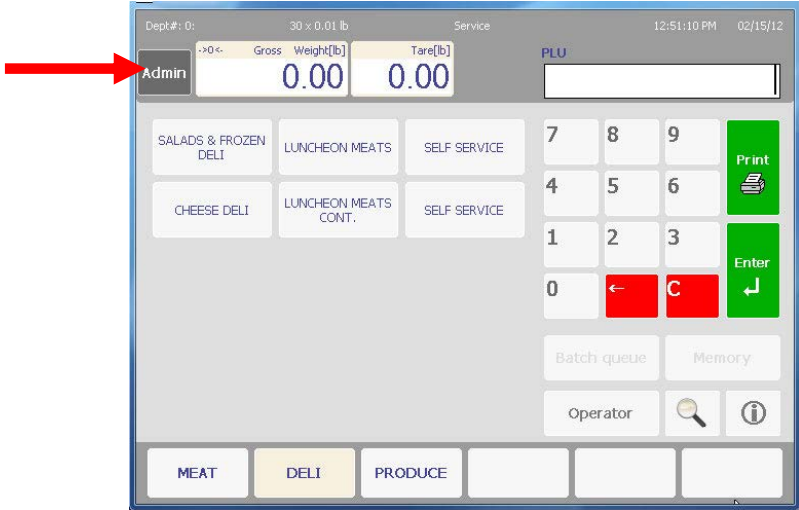 Dept#: 0: 30 x 0.01 lb Service 12:51:10 PM 02/15/12
Admin
->0<- Gross Weight[lb]
0.00
Tare[lb]
0.00
PLU
SALADS & FROZEN
DELI
LUNCHEON MEATS
SELF SERVICE
CHEESE DELI
LUNCHEON MEATS
CONT.
SELF SERVICE
7 8 9
Print
4 5 6
1 2 3
Enter
0 ← C
Batch queue
Memory
Operator
MEAT
DELI
PRODUCE